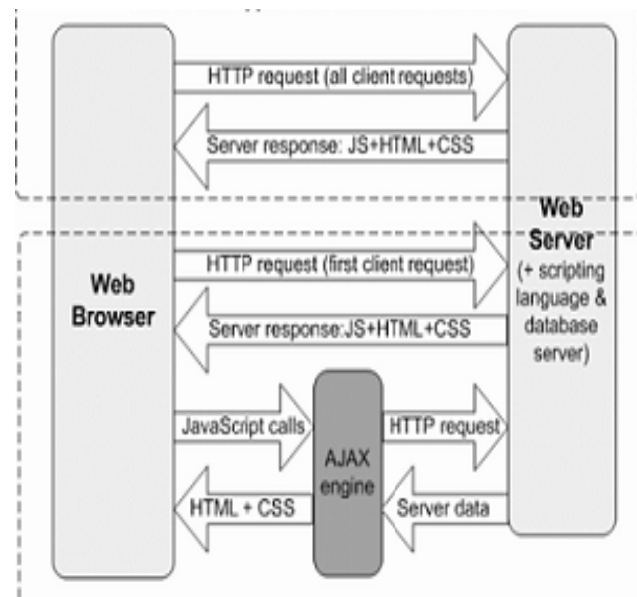 HTTP request (all client requests)
Server response: JS+HTML+CSS
Web
Server
(+ scripting
language &
database
server)
HTTP request (first client request)
Web
Browser
Server response:JS+HTML+CSS
JavaScript calls
HTTP request
AJAX
engine
HTML + CSS
Server data